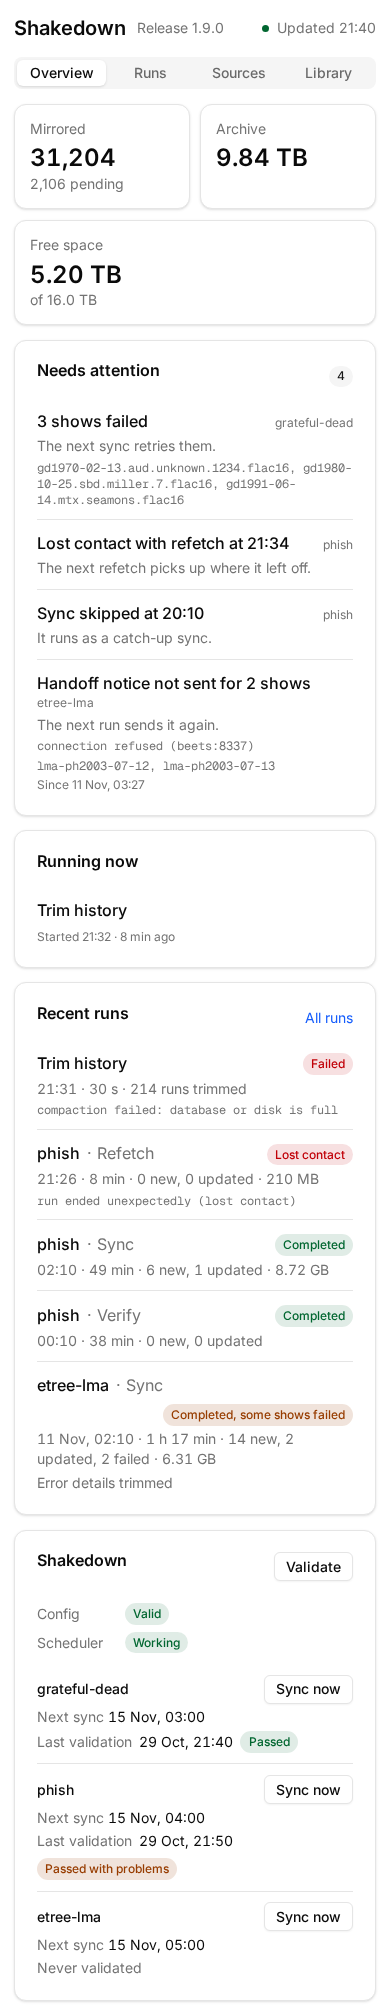 Shakedown Release 1.9.0 Updated 21:40
Overview Runs Sources Library
Mirrored
31,204
2,106 pending
Archive
9.84 TB
Free space
5.20 TB
of 16.0 TB
Needs attention 4
3 shows failed grateful-dead
The next sync retries them.
gd1970-02-13.aud.unknown.1234.flac16, gd1980-
10-25.sbd.miller.7.flac16, gd1991-06-
14.mtx.seamons.flac16
Lost contact with refetch at 21:34 phish
The next refetch picks up where it left off.
Sync skipped at 20:10 phish
It runs as a catch-up sync.
Handoff notice not sent for 2 shows
etree-lma
The next run sends it again.
connection refused (beets:8337)
lma-ph2003-07-12, lma-ph2003-07-13
Since 11 Nov, 03:27
Running now
Trim history
Started 21:32 · 8 min ago
Recent runs All runs
Trim history Failed
21:31 · 30 s · 214 runs trimmed
compaction failed: database or disk is full
phish · Refetch Lost contact
21:26 · 8 min · 0 new, 0 updated · 210 MB
run ended unexpectedly (lost contact)
phish · Sync Completed
02:10 · 49 min · 6 new, 1 updated · 8.72 GB
phish · Verify Completed
00:10 · 38 min · 0 new, 0 updated
etree-lma · Sync
Completed, some shows failed
11 Nov, 02:10 · 1 h 17 min · 14 new, 2
updated, 2 failed · 6.31 GB
Error details trimmed
Shakedown Validate
Config Valid
Scheduler Working
grateful-dead Sync now
Next sync 15 Nov, 03:00
Last validation 29 Oct, 21:40 Passed
phish Sync now
Next sync 15 Nov, 04:00
Last validation 29 Oct, 21:50
Passed with problems
etree-lma Sync now
Next sync 15 Nov, 05:00
Never validated